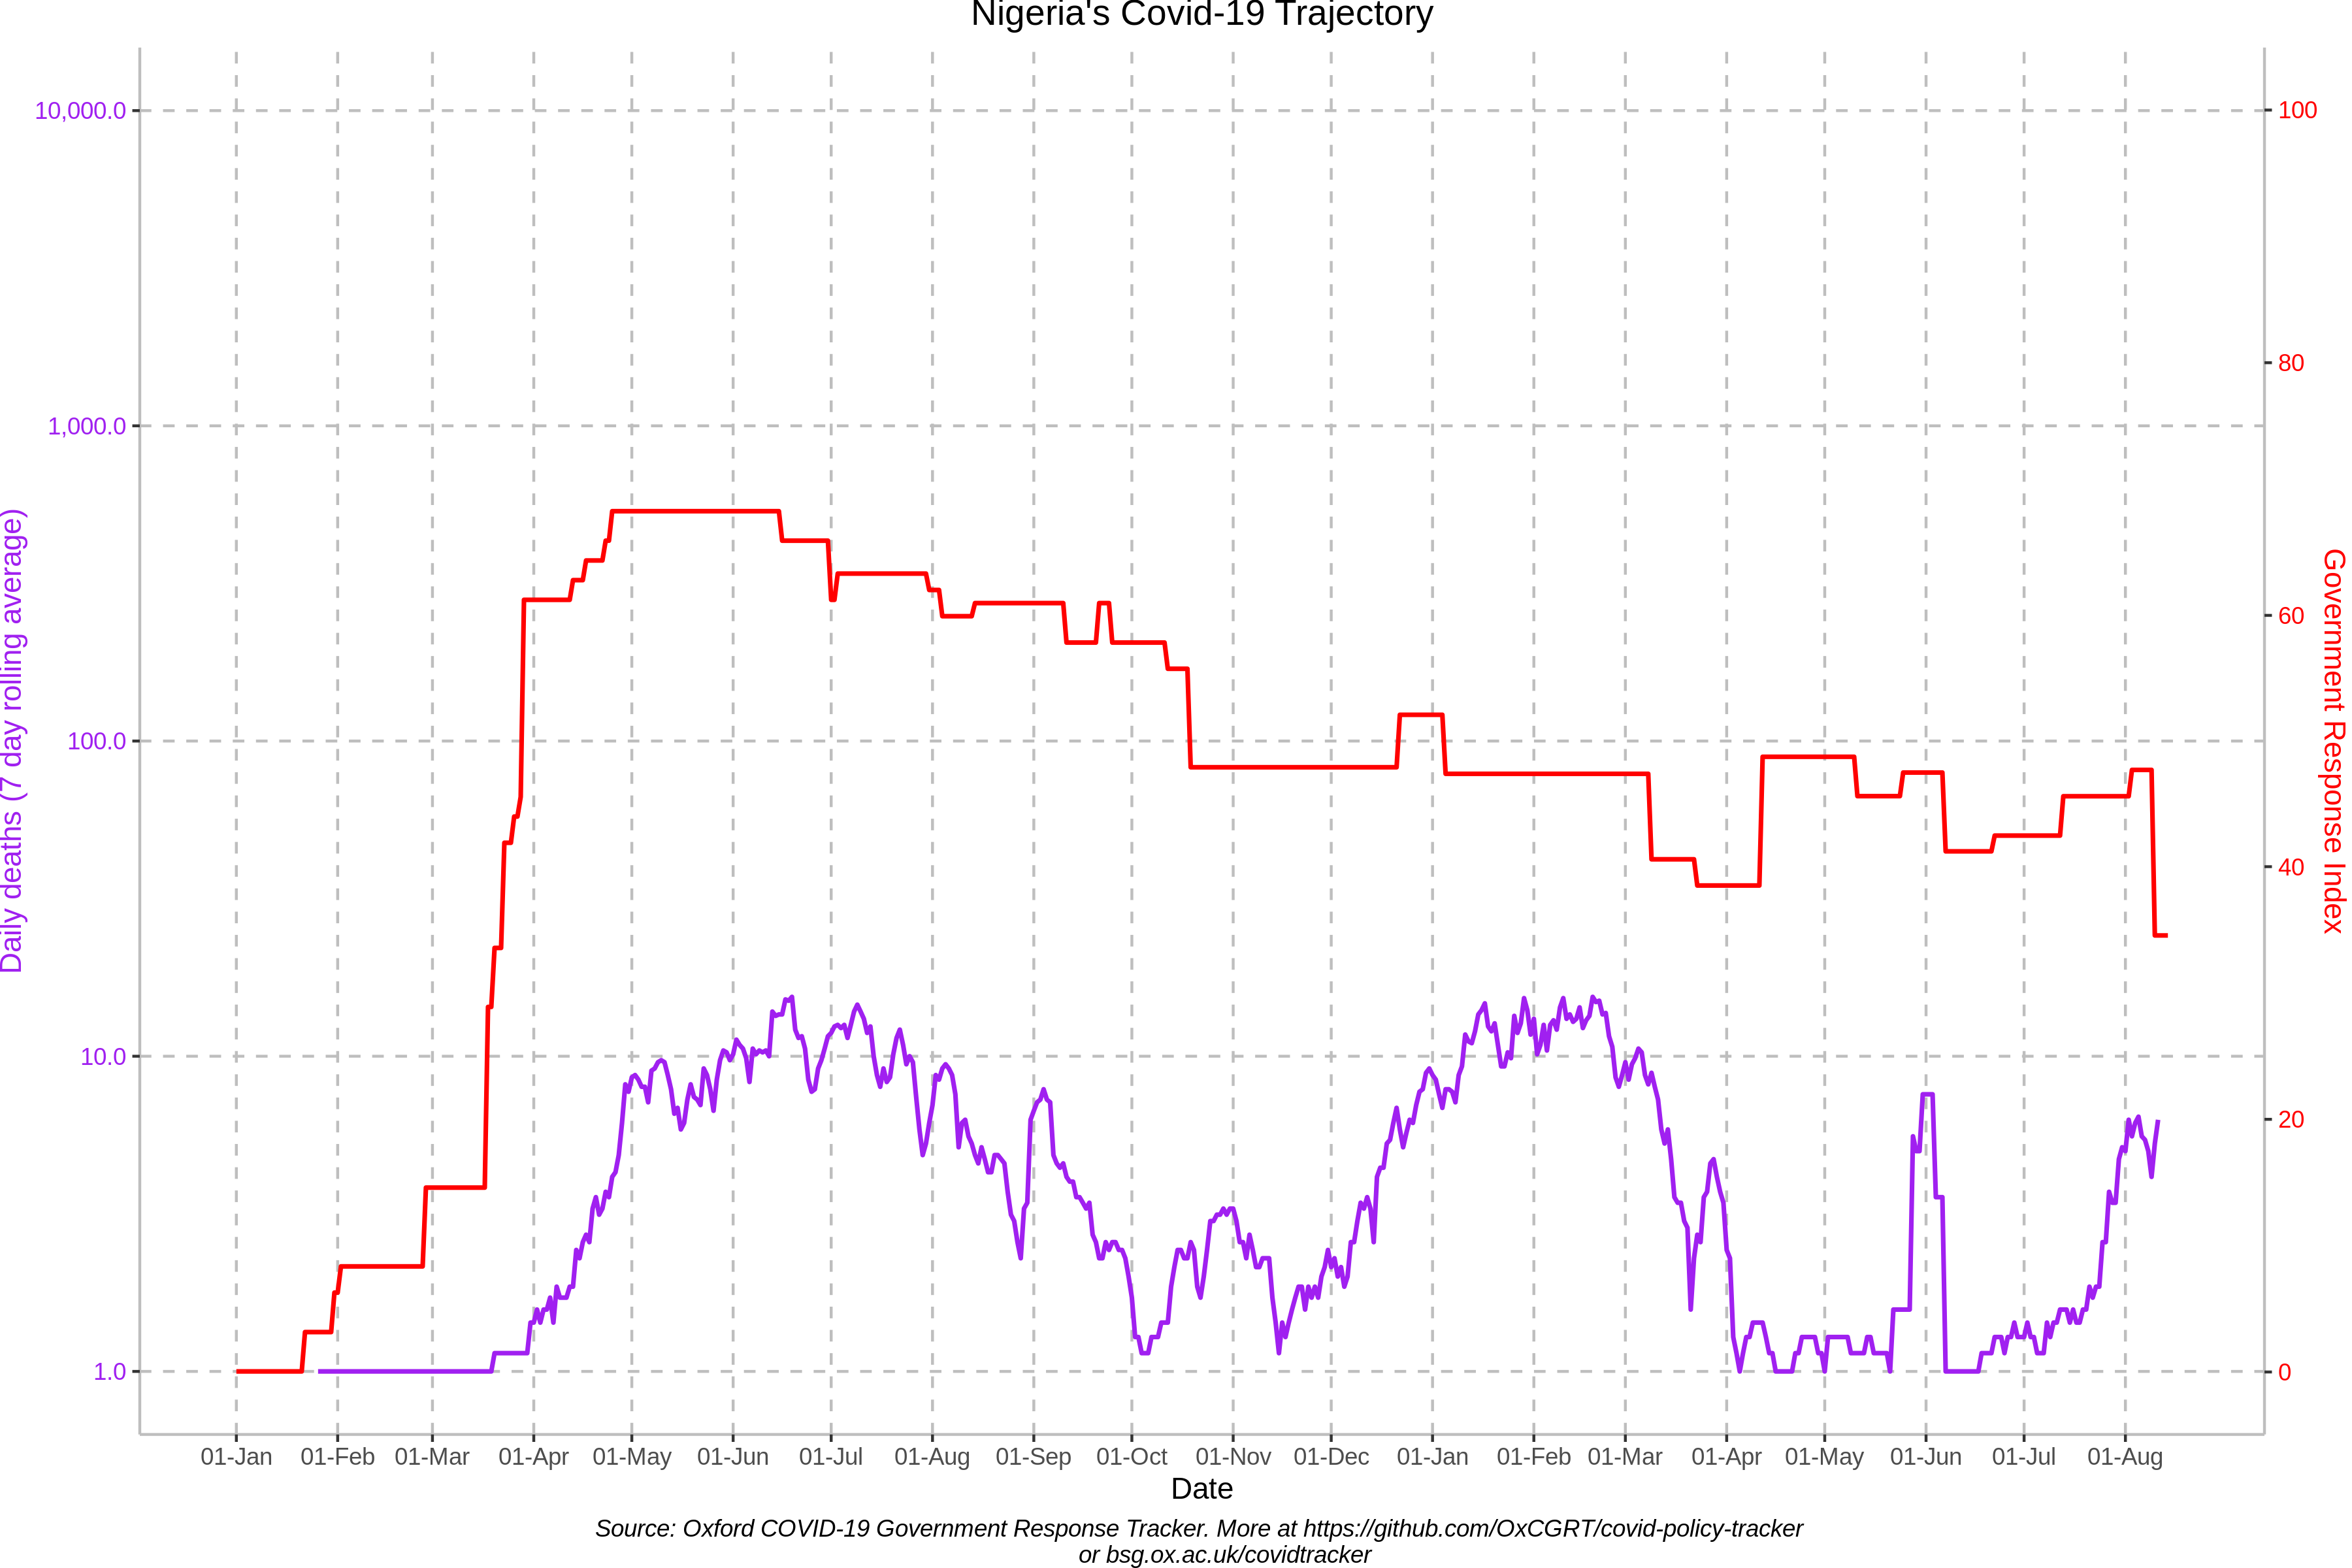 Nigeria's Covid-19 Trajectory
10,000.0
1,000.0
100.0
10.0
1.0
Daily deaths (7 day rolling average)
100
80
60
40
20
0
Government Response Index
01-Jan 01-Feb 01-Mar 01-Apr 01-May 01-Jun 01-Jul 01-Aug 01-Sep 01-Oct 01-Nov 01-Dec 01-Jan 01-Feb 01-Mar 01-Apr 01-May 01-Jun 01-Jul 01-Aug
Date
Source: Oxford COVID-19 Government Response Tracker. More at https://github.com/OxCGRT/covid-policy-tracker
or bsg.ox.ac.uk/covidtracker